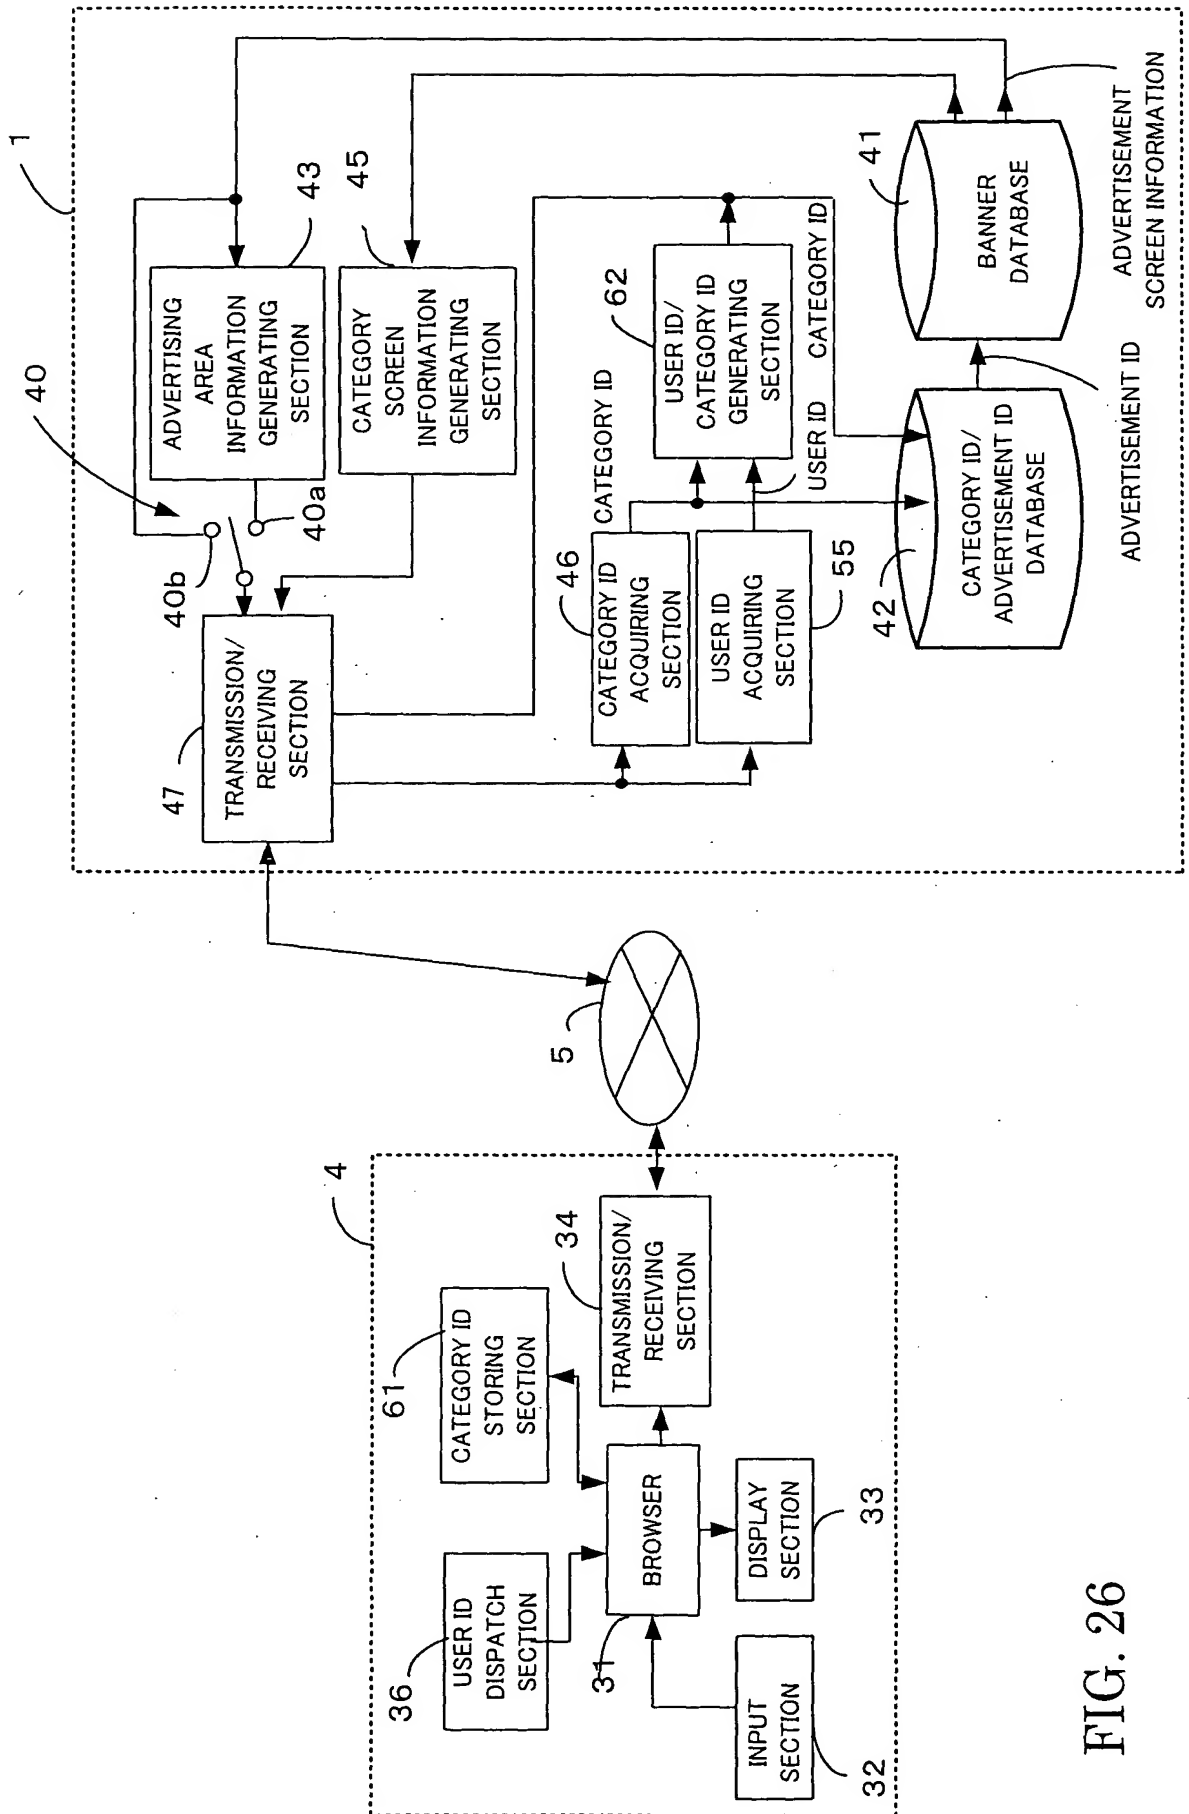 1
40
40b
40a
47
TRANSMISSION/
RECEIVING
SECTION
ADVERTISING
AREA
INFORMATION
GENERATING
SECTION
43
CATEGORY
SCREEN
INFORMATION
GENERATING
SECTION
45
CATEGORY ID
46
CATEGORY ID
ACQUIRING
SECTION
USER ID
ACQUIRING
SECTION
55
62
USER ID/
CATEGORY ID
GENERATING
SECTION
USER ID
CATEGORY ID
42
CATEGORY ID/
ADVERTISEMENT ID
DATABASE
41
BANNER
DATABASE
ADVERTISEMENT ID
ADVERTISEMENT
SCREEN INFORMATION
5
4
36
USER ID
DISPATCH
SECTION
61
CATEGORY ID
STORING
SECTION
31
BROWSER
34
TRANSMISSION/
RECEIVING
SECTION
INPUT
SECTION
32
DISPLAY
SECTION
33
FIG. 26